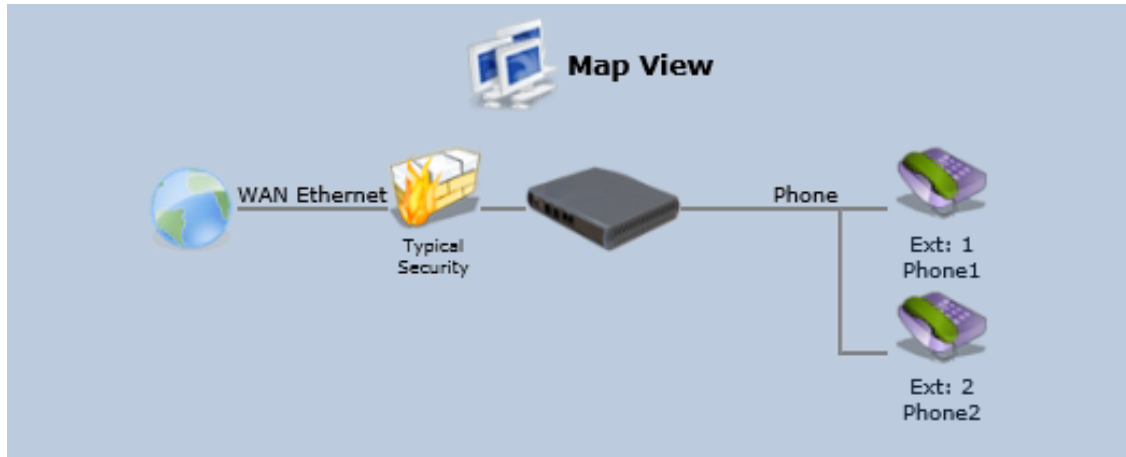 Map View
WAN Ethernet
Typical
Security
Phone
Ext: 1
Phone1
Ext: 2
Phone2